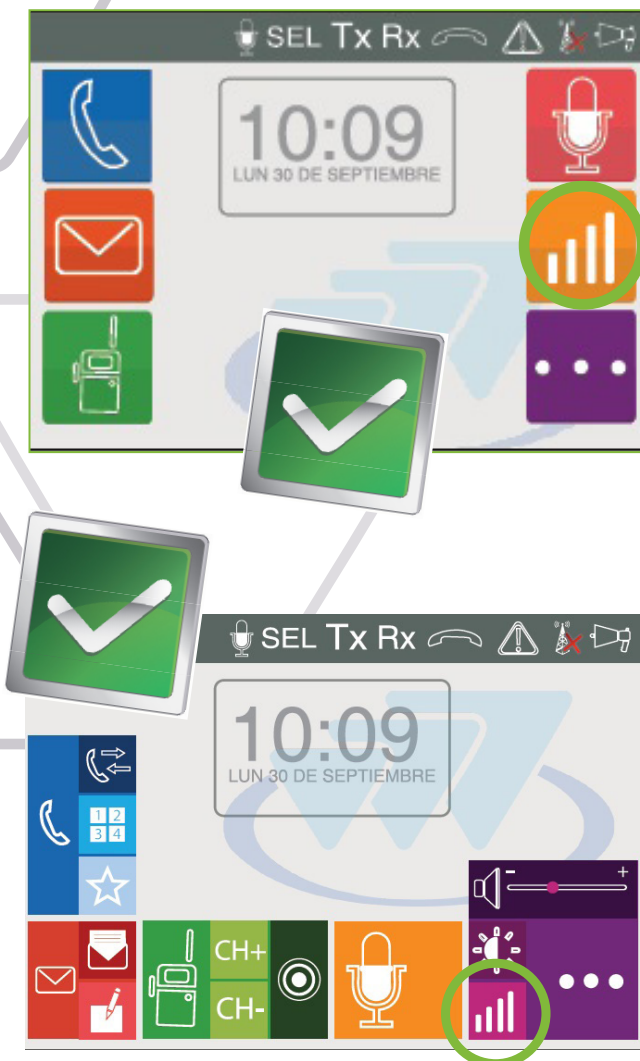 SEL Tx Rx
10:09
LUN 30 DE SEPTIEMBRE
SEL Tx Rx
10:09
LUN 30 DE SEPTIEMBRE
1 2
3 4
- +
CH+
CH-